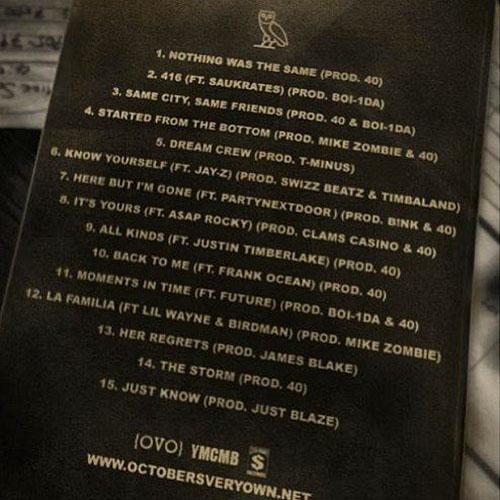 1. NOTHING WAS THE SAME (PROD. 40)
2. 416 (FT. SAUKRATES) (PROD. BOI-1DA)
3. SAME CITY, SAME FRIENDS (PROD. 40 & BOI-1DA)
4. STARTED FROM THE BOTTOM (PROD. MIKE ZOMBIE & 40)
5. DREAM CREW (PROD. T-MINUS)
6. KNOW YOURSELF (FT. JAY-Z) (PROD. SWIZZ BEATZ & TIMBALAND)
7. HERE BUT I'M GONE (FT. PARTYNEXTDOOR) (PROD. B!NK & 40)
8. IT'S YOURS (FT. A$AP ROCKY) (PROD. CLAMS CASINO & 40)
9. ALL KINDS (FT. JUSTIN TIMBERLAKE) (PROD. 40)
10. BACK TO ME (FT. FRANK OCEAN) (PROD. 40)
11. MOMENTS IN TIME (FT. FUTURE) (PROD. BOI-1DA & 40)
12. LA FAMILIA (FT LIL WAYNE & BIRDMAN) (PROD. MIKE ZOMBIE)
13. HER REGRETS (PROD. JAMES BLAKE)
14. THE STORM (PROD. 40)
15. JUST KNOW (PROD. JUST BLAZE)
{OVO} YMCMB $
WWW.OCTOBERSVERYOWN.NET